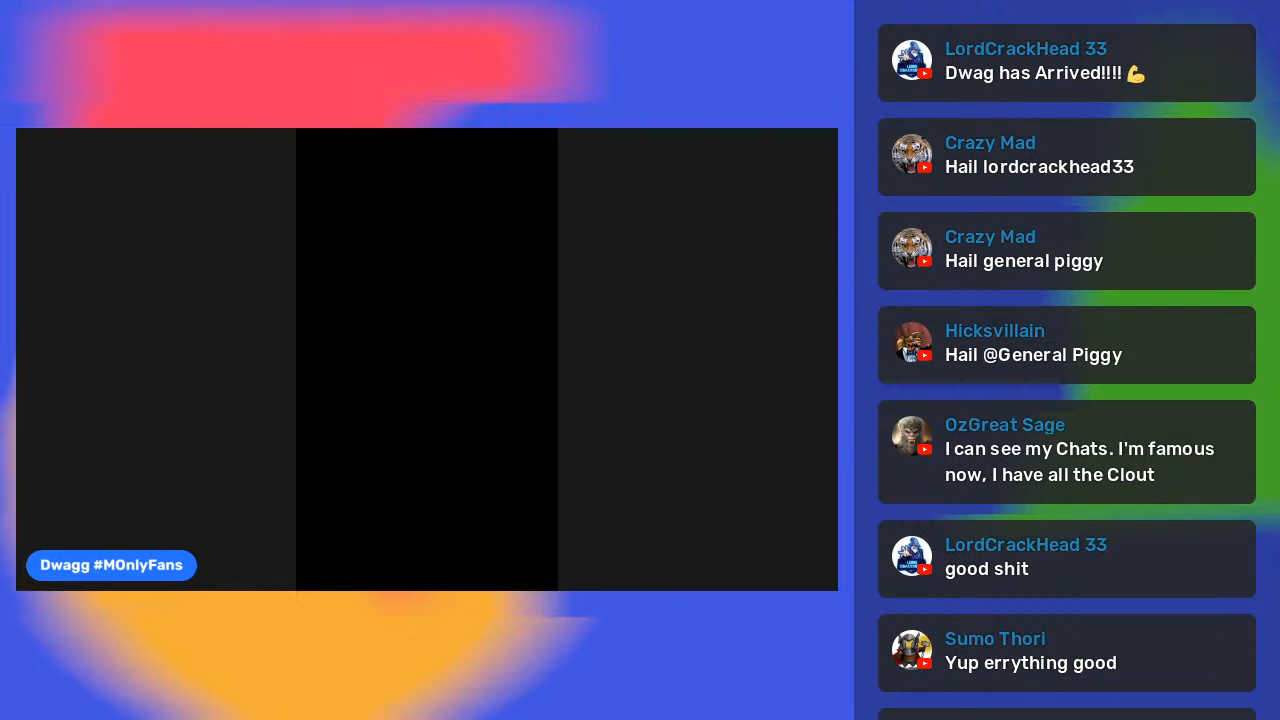 LordCrackHead 33
Dwag has Arrived!!!! 💪
Crazy Mad
Hail lordcrackhead33
Crazy Mad
Hail general piggy
Hicksvillain
Hail @General Piggy
OzGreat Sage
I can see my Chats. I'm famous
now, I have all the Clout
LordCrackHead 33
good shit
Sumo Thori
Yup errything good
Dwagg #MOnlyFans